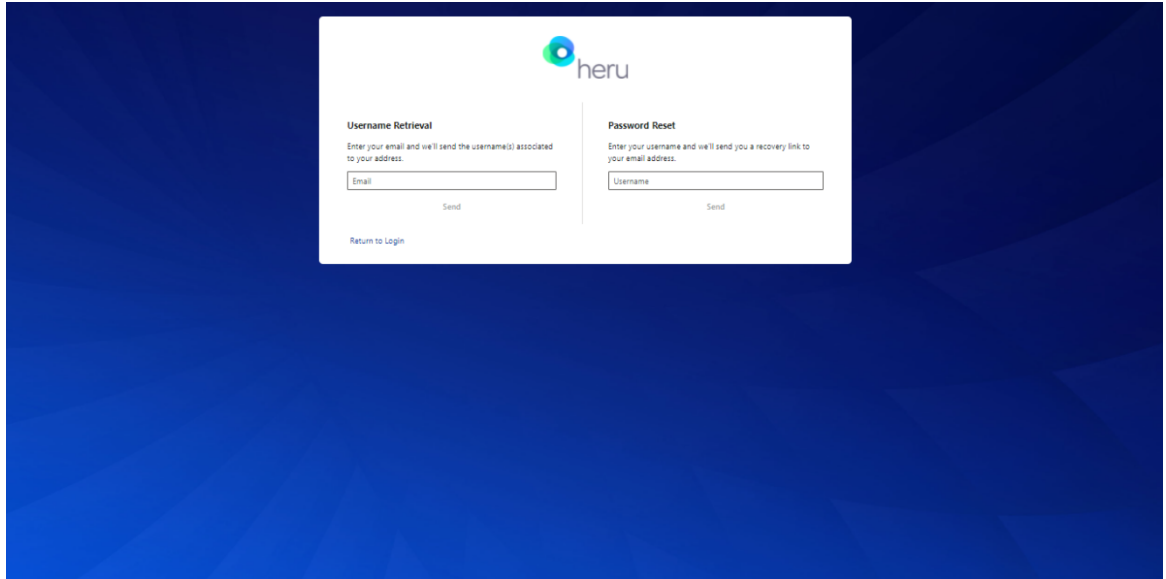 heru
Username Retrieval
Enter your email and we'll send the username(s) associated
to your address.
Email
Send
Password Reset
Enter your username and we'll send you a recovery link to
your email address.
Username
Send
Return to Login